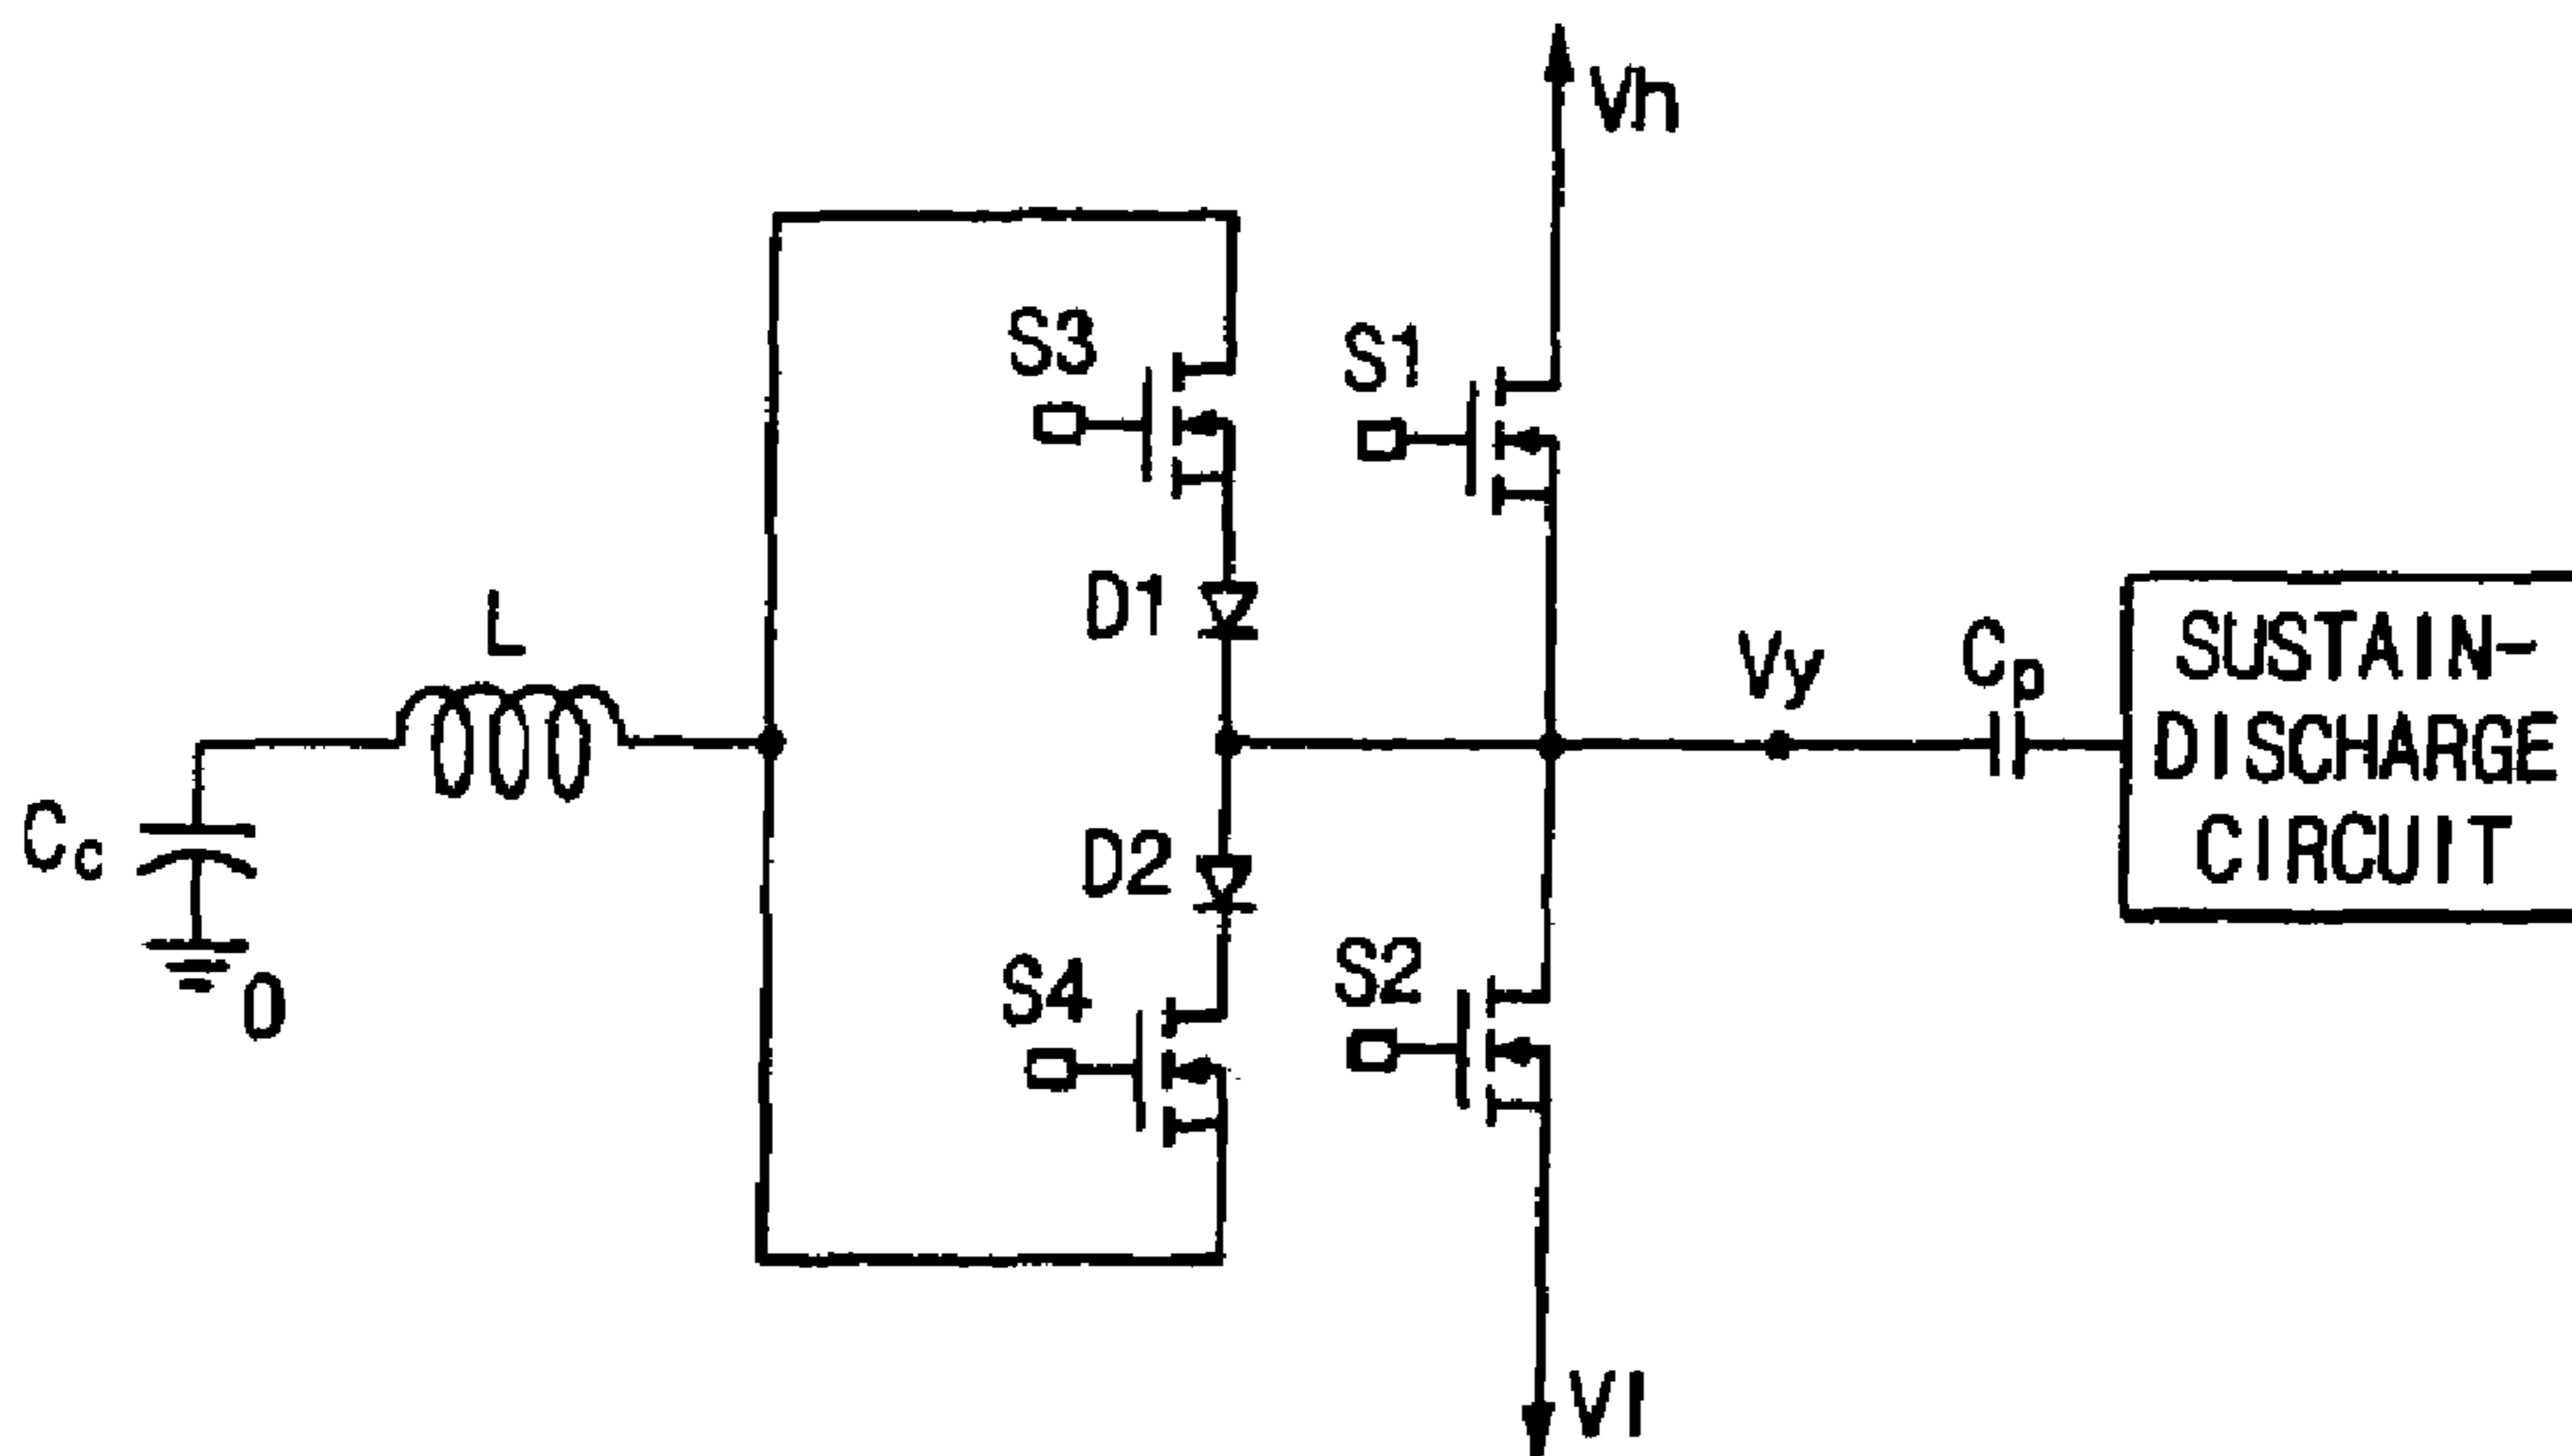 Vh
S3
S1
D1
L
Vy
Cp
SUSTAIN-
DISCHARGE
CIRCUIT
Cc
D2
S4
S2
0
Vl